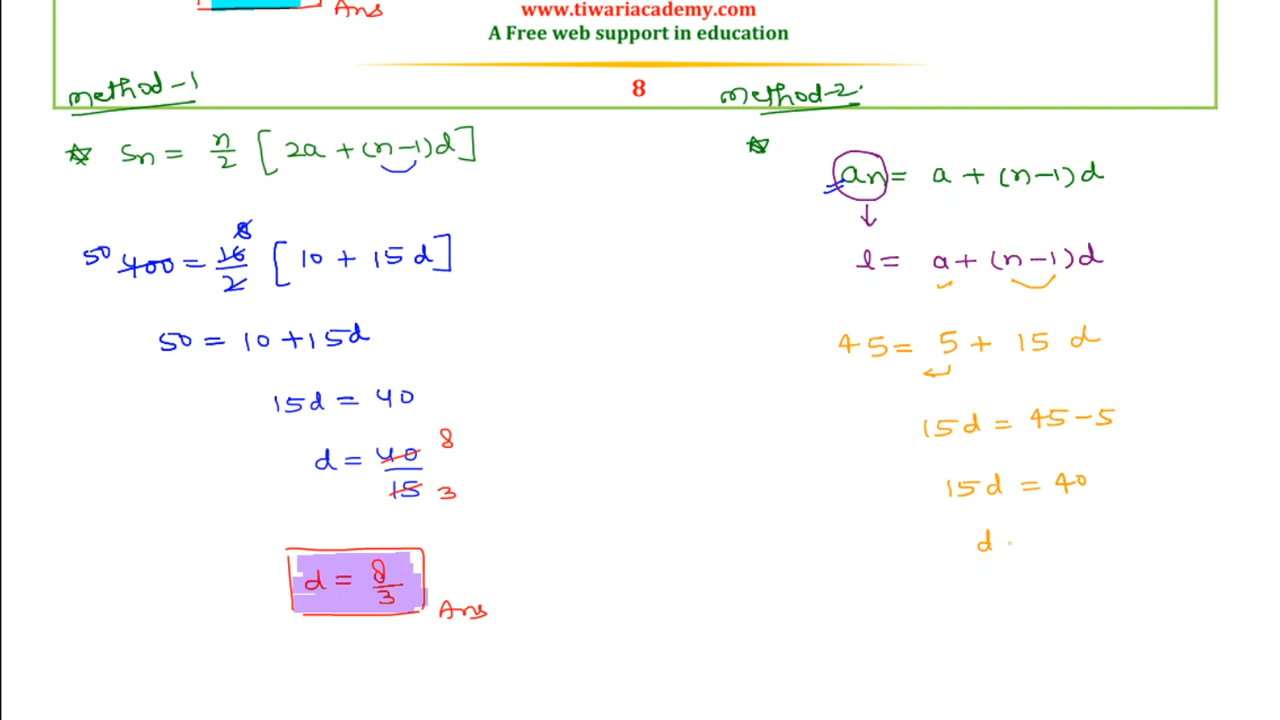 Ans
www.tiwariacademy.com
A Free web support in education
8
method-1
Sn = n/2 [2a + (n-1)d]
50 400 = 16/2 8 [10 + 15d]
50 = 10 + 15d
15d = 40
d = 40/15 8 3
d = 8/3
Ans
method-2
an = a + (n-1)d
l = a + (n-1)d
45 = 5 + 15 d
15d = 45-5
15d = 40
d